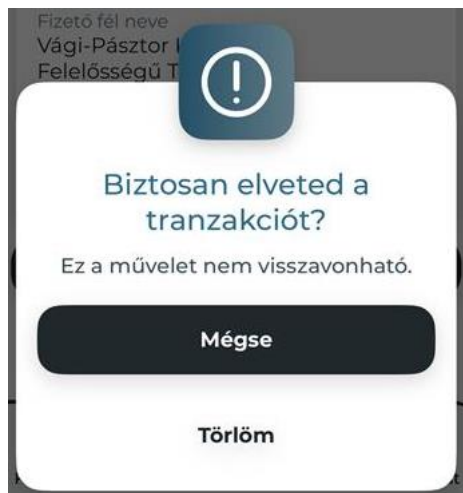 Fizető fél neve
Vági-Pásztor
Felelősségű
Biztosan elveted a
tranzakciót?
Ez a művelet nem visszavonható.
Mégse
Törlöm